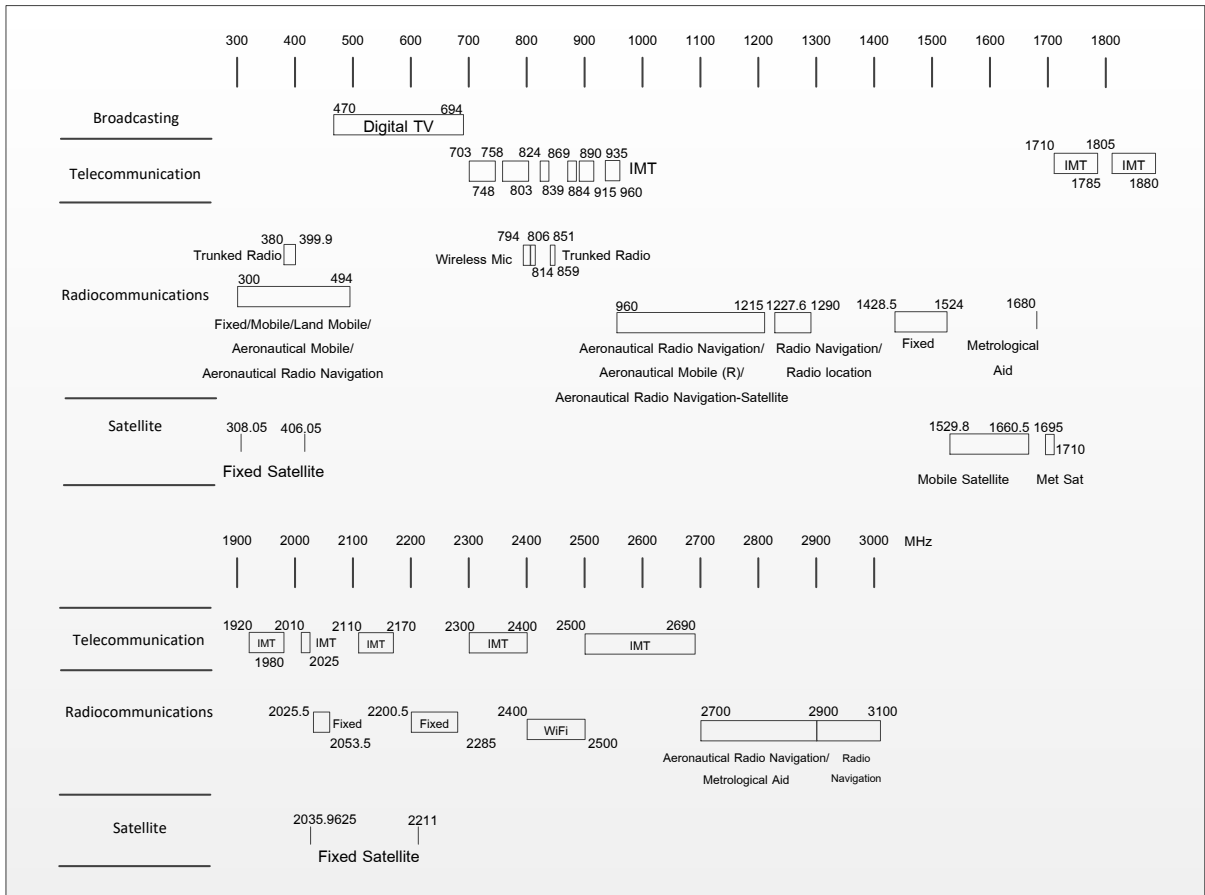 300 400 500 600 700 800 900 1000 1100 1200 1300 1400 1500 1600 1700 1800
Broadcasting
470 694
Digital TV
Telecommunication
703 758 824 869 890 935 IMT
748 803 839 884 915 960
1710 1805
IMT IMT
1785 1880
Radiocommunications
380 399.9
Trunked Radio
794 806 851
Wireless Mic Trunked Radio
814 859
300 494
Fixed/Mobile/Land Mobile/
Aeronautical Mobile/
Aeronautical Radio Navigation
960 1215
Aeronautical Radio Navigation/
Aeronautical Mobile (R)/
Aeronautical Radio Navigation-Satellite
1227.6 1290
Radio Navigation/
Radio location
1428.5 1524
Fixed
1680
Metrological
Aid
Satellite
308.05 406.05
Fixed Satellite
1529.8 1660.5 1695
1710
Mobile Satellite Met Sat
1900 2000 2100 2200 2300 2400 2500 2600 2700 2800 2900 3000 MHz
Telecommunication
1920 2010 2110 2170 2300 2400 2500 2690
IMT IMT IMT IMT IMT
1980 2025
Radiocommunications
2025.5 2200.5 2400
Fixed Fixed WiFi
2053.5 2285 2500
2700 2900 3100
Aeronautical Radio Navigation/
Metrological Aid
Radio
Navigation
Satellite
2035.9625 2211
Fixed Satellite